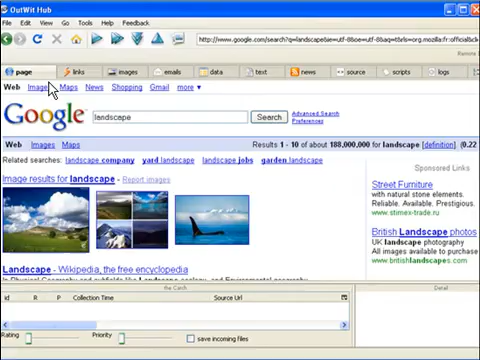 OutWit Hub
File Edit View Go Tools Help Feedback
http://www.google.com/search?q=landscape&ie=utf-8&oe=utf-8&aq=t&rls=org.mozilla:fr:official&c
page links images emails data text news source scripts logs
Web Images Maps News Shopping Gmail more ▼
Google landscape Search Advanced Search
Preferences
Web Images Maps Results 1 - 10 of about 188,000,000 for landscape [definition]. (0.22
Related searches: landscape company yard landscape landscape jobs garden landscape
Sponsored Links
Image results for landscape - Report images
Street Furniture
with natural stone elements.
Reliable. Available. Prestigious.
www.stimex-trade.ru
British Landscape photos
UK landscape photography
All images available to purchase
www.britishlandscapes.com
Landscape - Wikipedia, the free encyclopedia
the Catch Detail
id R P Collection Time Source Url
Rating Priority save incoming files